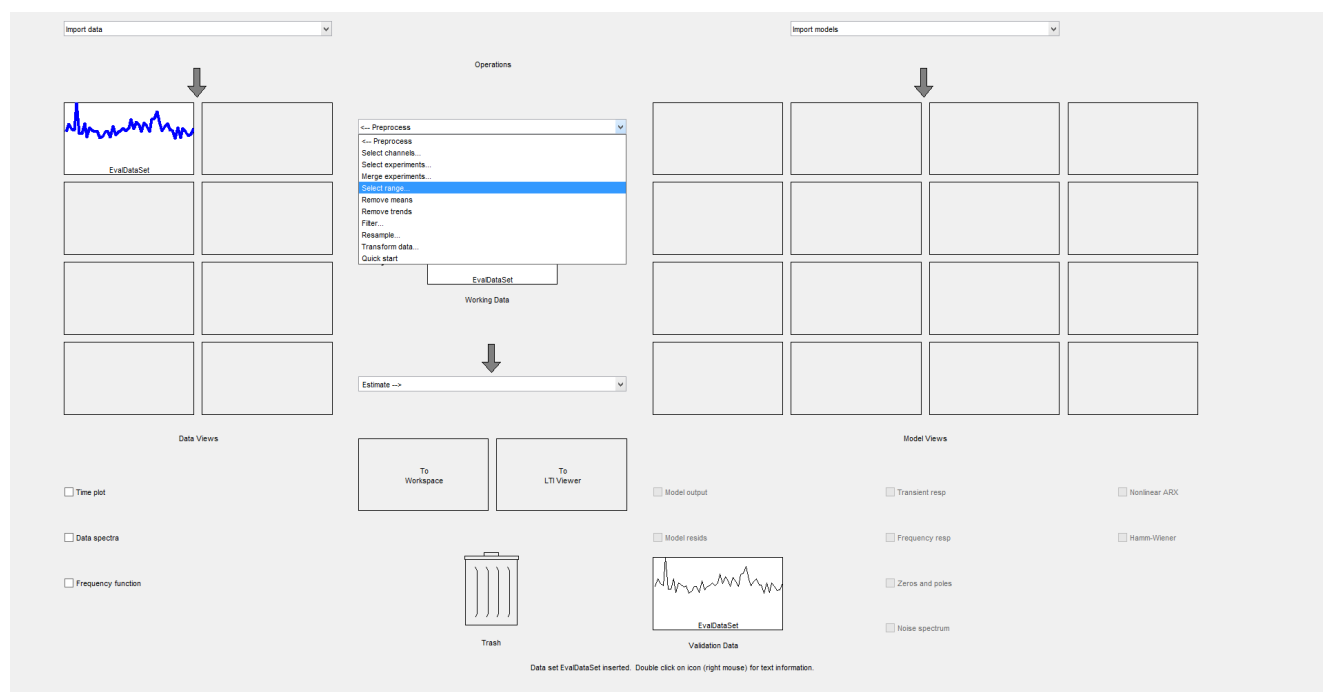 Import data
Import models
Operations
<-- Preprocess
<-- Preprocess
Select channels...
Select experiments...
Merge experiments...
Select range...
Remove means
Remove trends
Filter...
Resample...
Transform data...
Quick start
EvalDataSet
EvalDataSet
Working Data
Estimate -->
Data Views
Model Views
To
Workspace
To
LTI Viewer
Time plot
Data spectra
Frequency function
Model output
Transient resp
Nonlinear ARX
Model resids
Frequency resp
Hamm-Wiener
Zeros and poles
Noise spectrum
EvalDataSet
Trash
Validation Data
Data set EvalDataSet inserted. Double click on icon (right mouse) for text information.